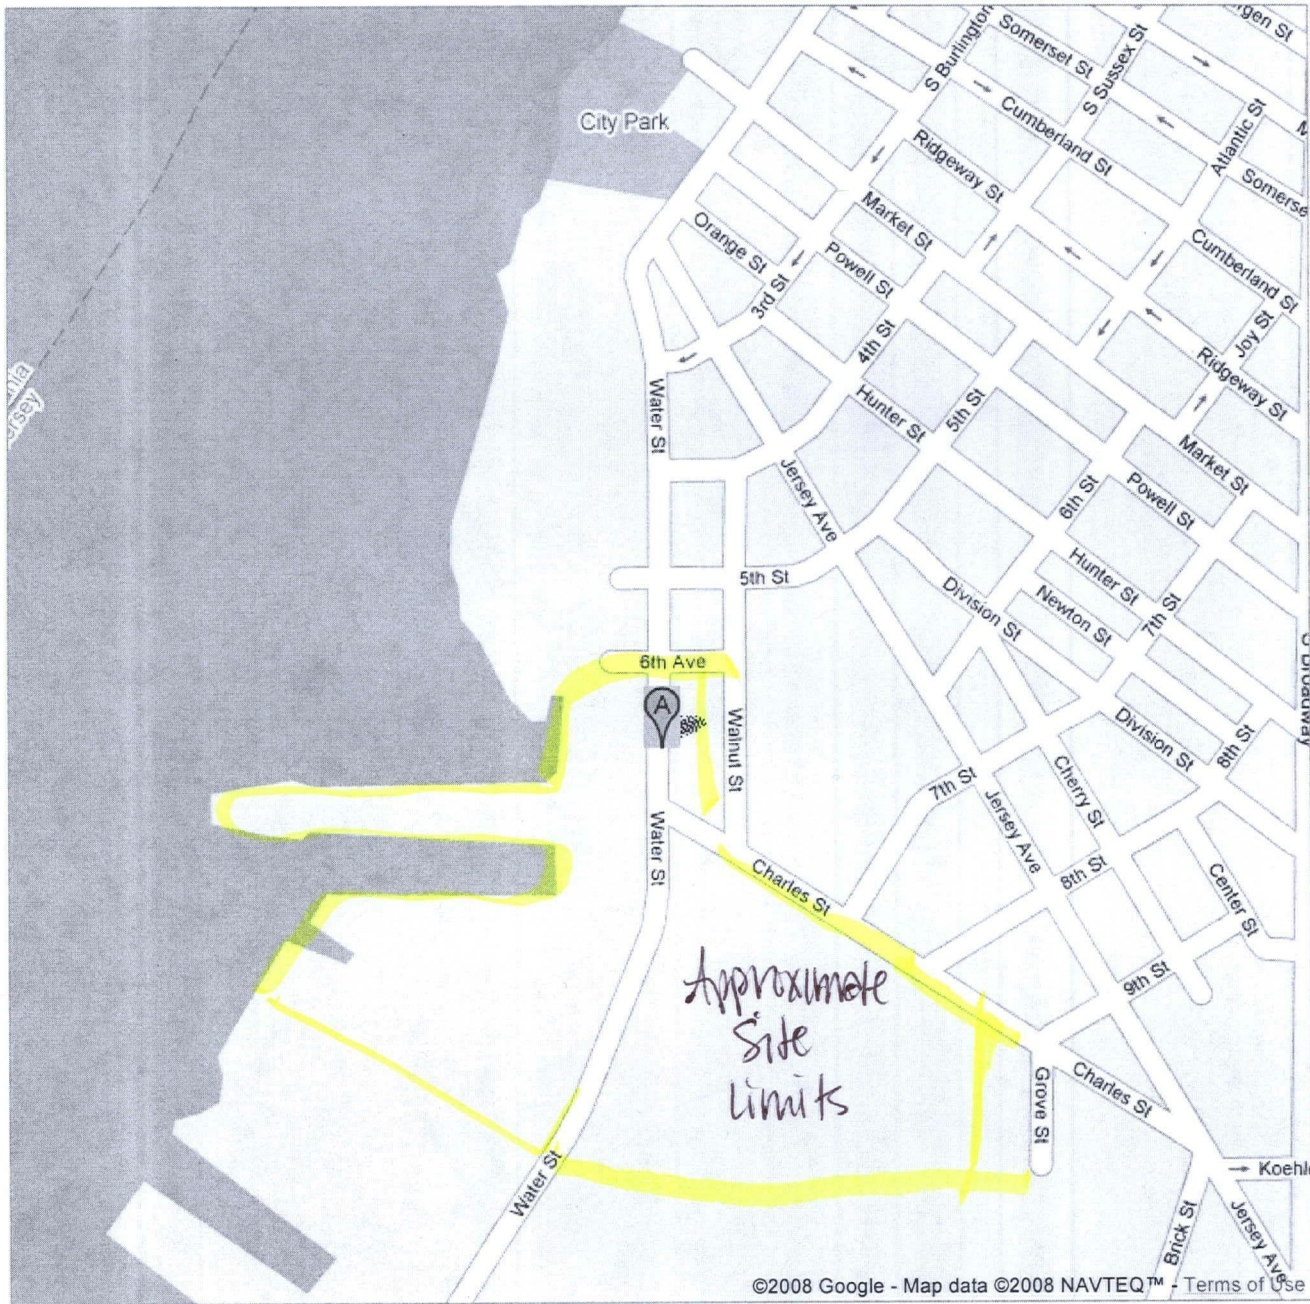 Somerset St
S Burlington
S Sussex St
City Park
Cumberland St
Atlantic St
Ridgeway St
Somerse
Market St
Orange St
Powell St
Cumberland St
3rd St
Joy St
4th St
Ridgeway St
Water St
Hunter St
5th St
Market St
Jersey Ave
6th St
Powell St
5th St
Hunter St
Division St
Newton St
7th St
6th Ave
A
Walnut St
Division St
8th St
Broadway
7th St
Cherry St
Water St
Jersey Ave
Charles St
8th St
Center St
9th St
Approximate
Site
Limits
Grove St
Charles St
Water St
Koehl
Brick St
Jersey Ave
©2008 Google - Map data ©2008 NAVTEQ™ - Terms of Use